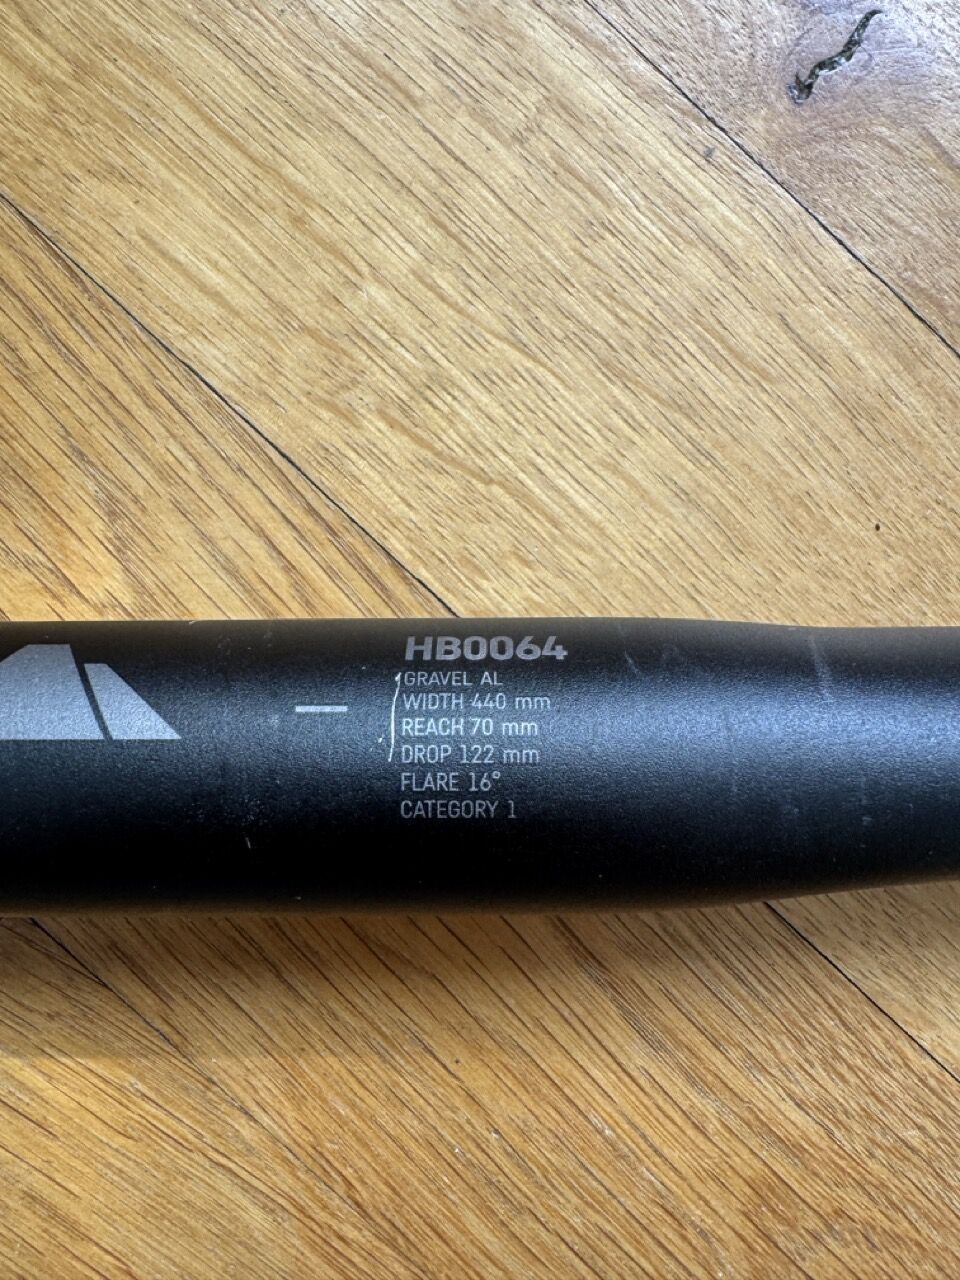 HB0064
GRAVEL AL
WIDTH 440 mm
REACH 70 mm
DROP 122 mm
FLARE 16°
CATEGORY 1